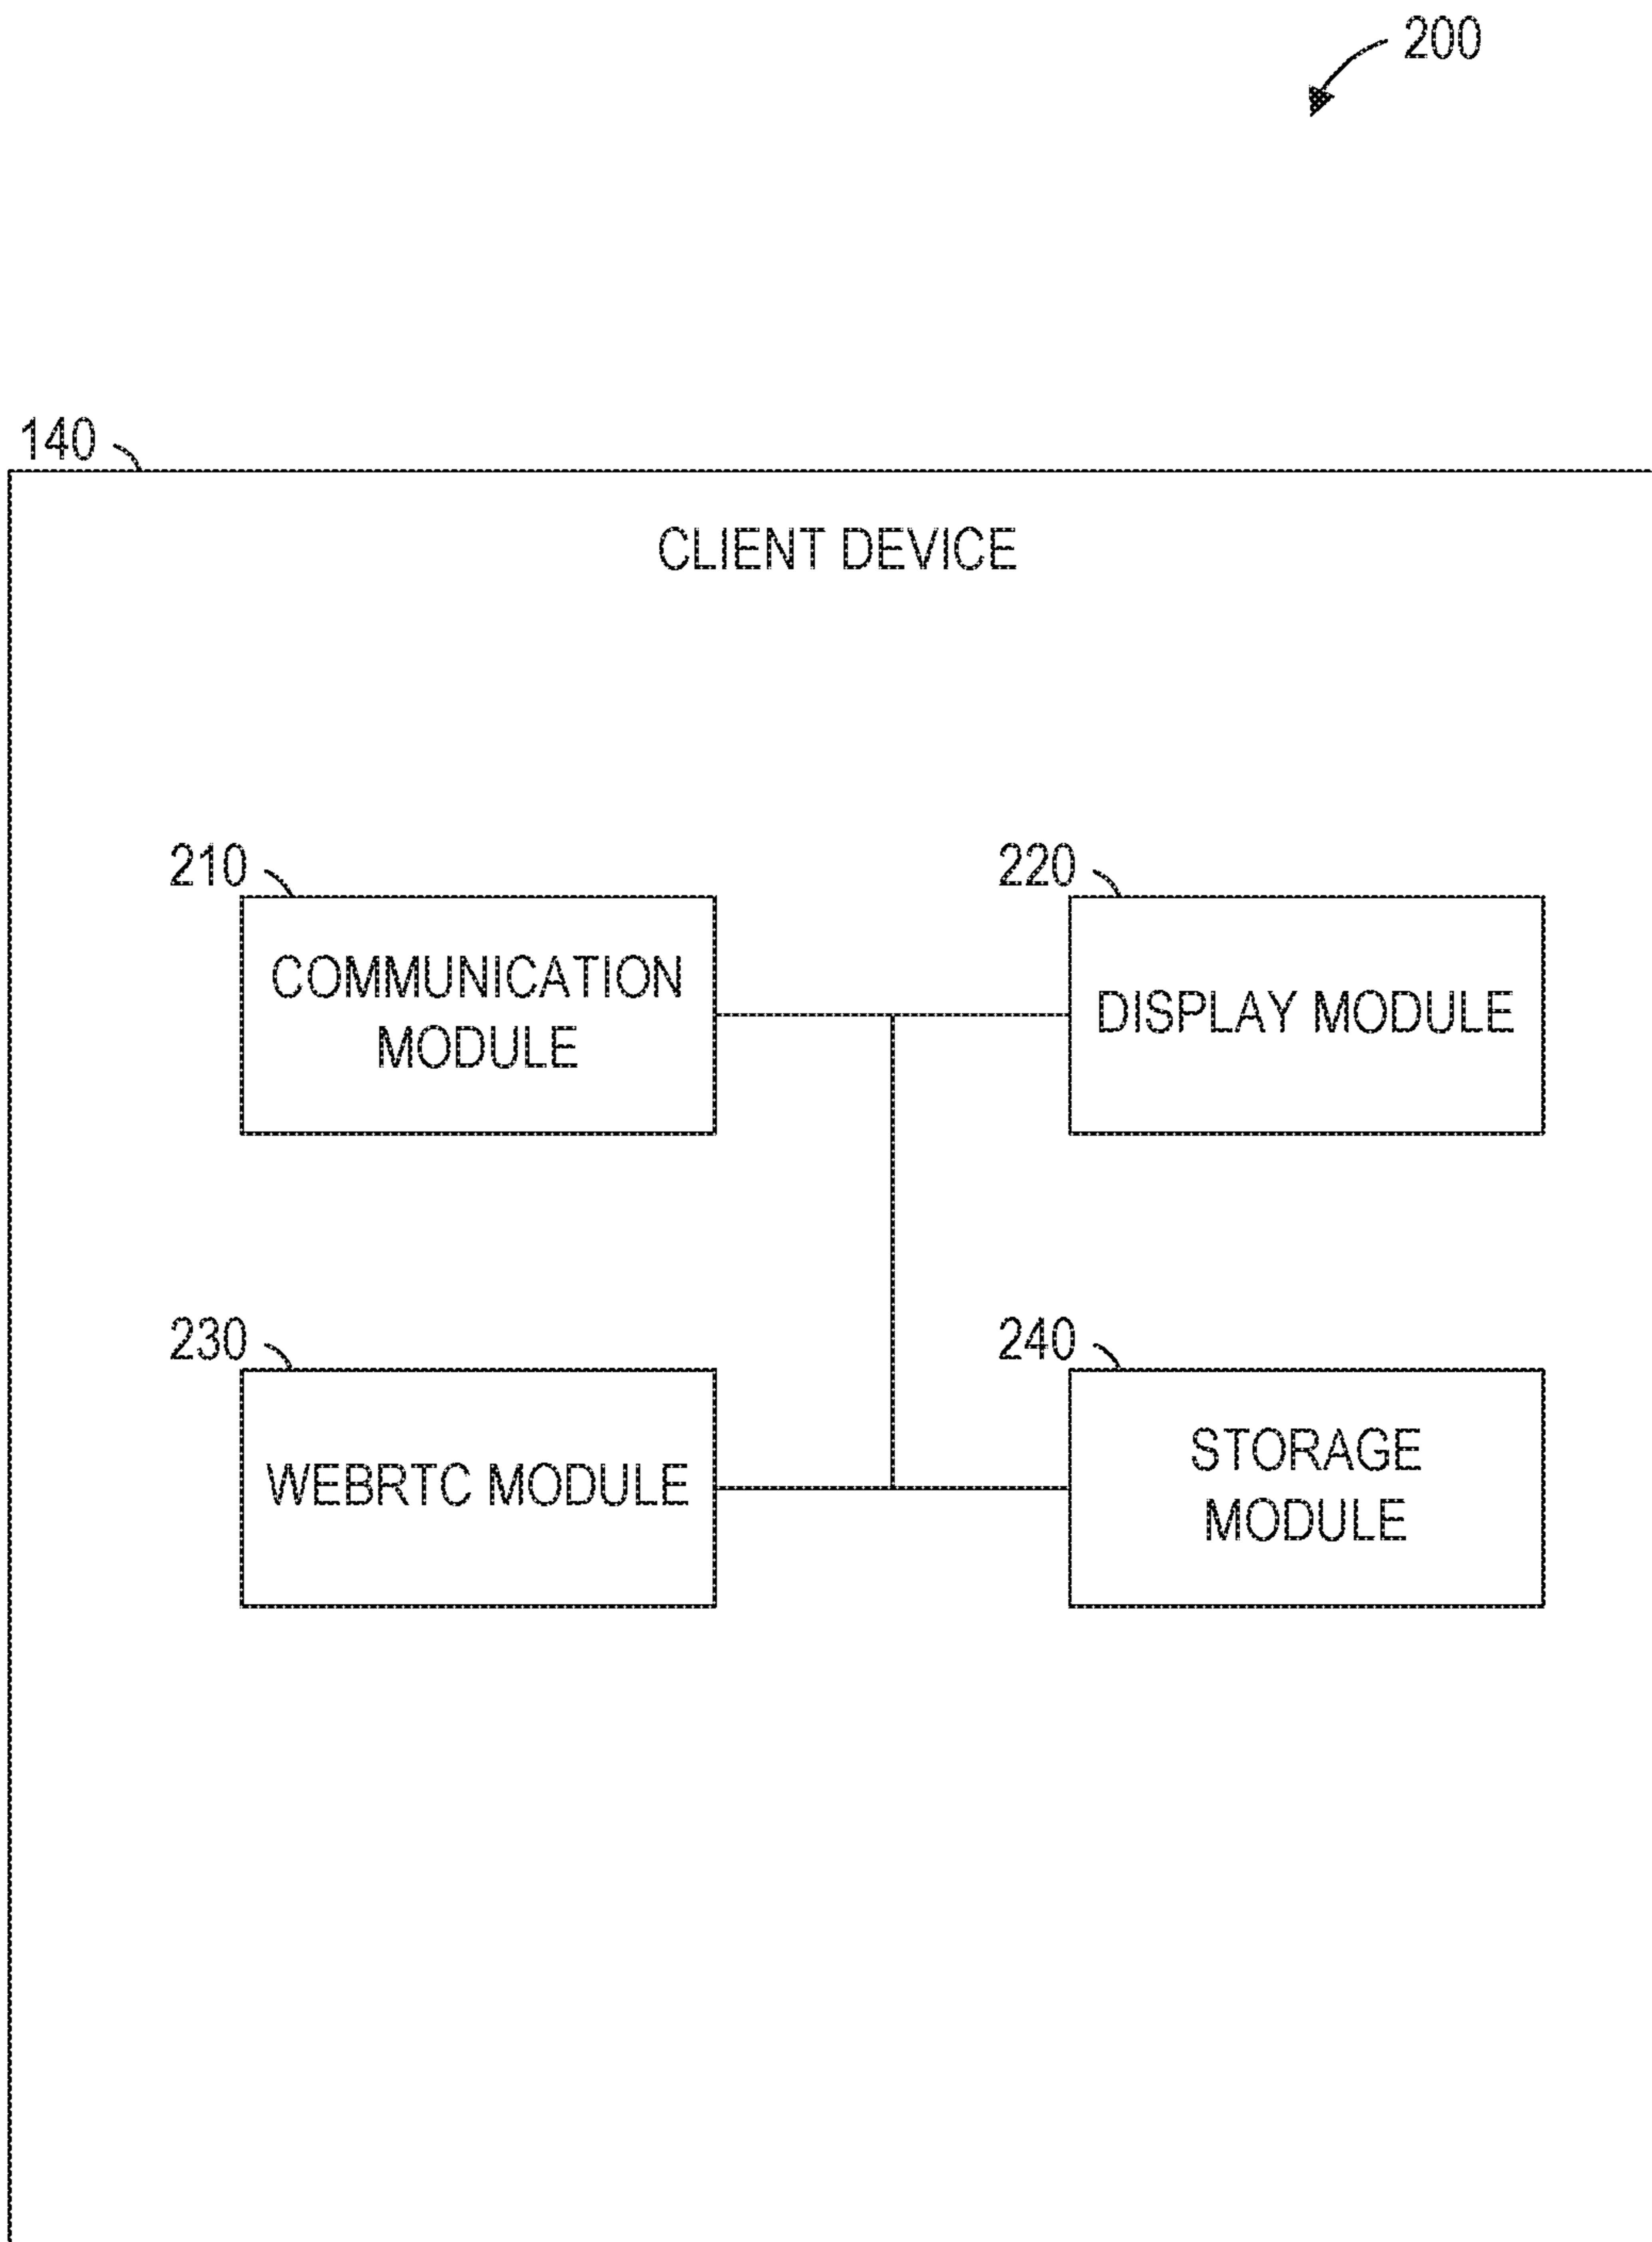 200
140
CLIENT DEVICE
210
220
COMMUNICATION
MODULE
DISPLAY MODULE
230
240
WEBRTC MODULE
STORAGE
MODULE